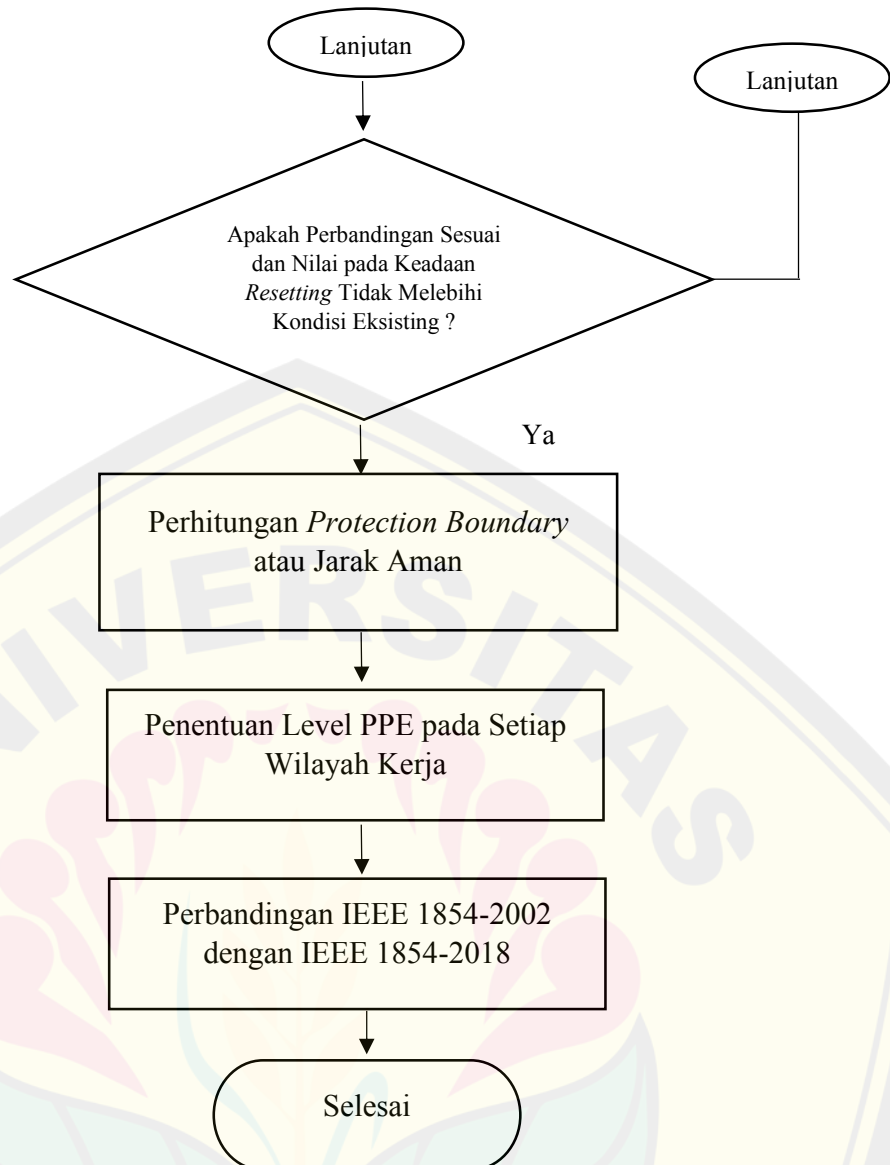 Lanjutan
Lanjutan
Apakah Perbandingan Sesuai
dan Nilai pada Keadaan
Resetting Tidak Melebihi
Kondisi Eksisting ?
Ya
Perhitungan Protection Boundary
atau Jarak Aman
Penentuan Level PPE pada Setiap
Wilayah Kerja
Perbandingan IEEE 1854-2002
dengan IEEE 1854-2018
Selesai
UNIVERSITAS